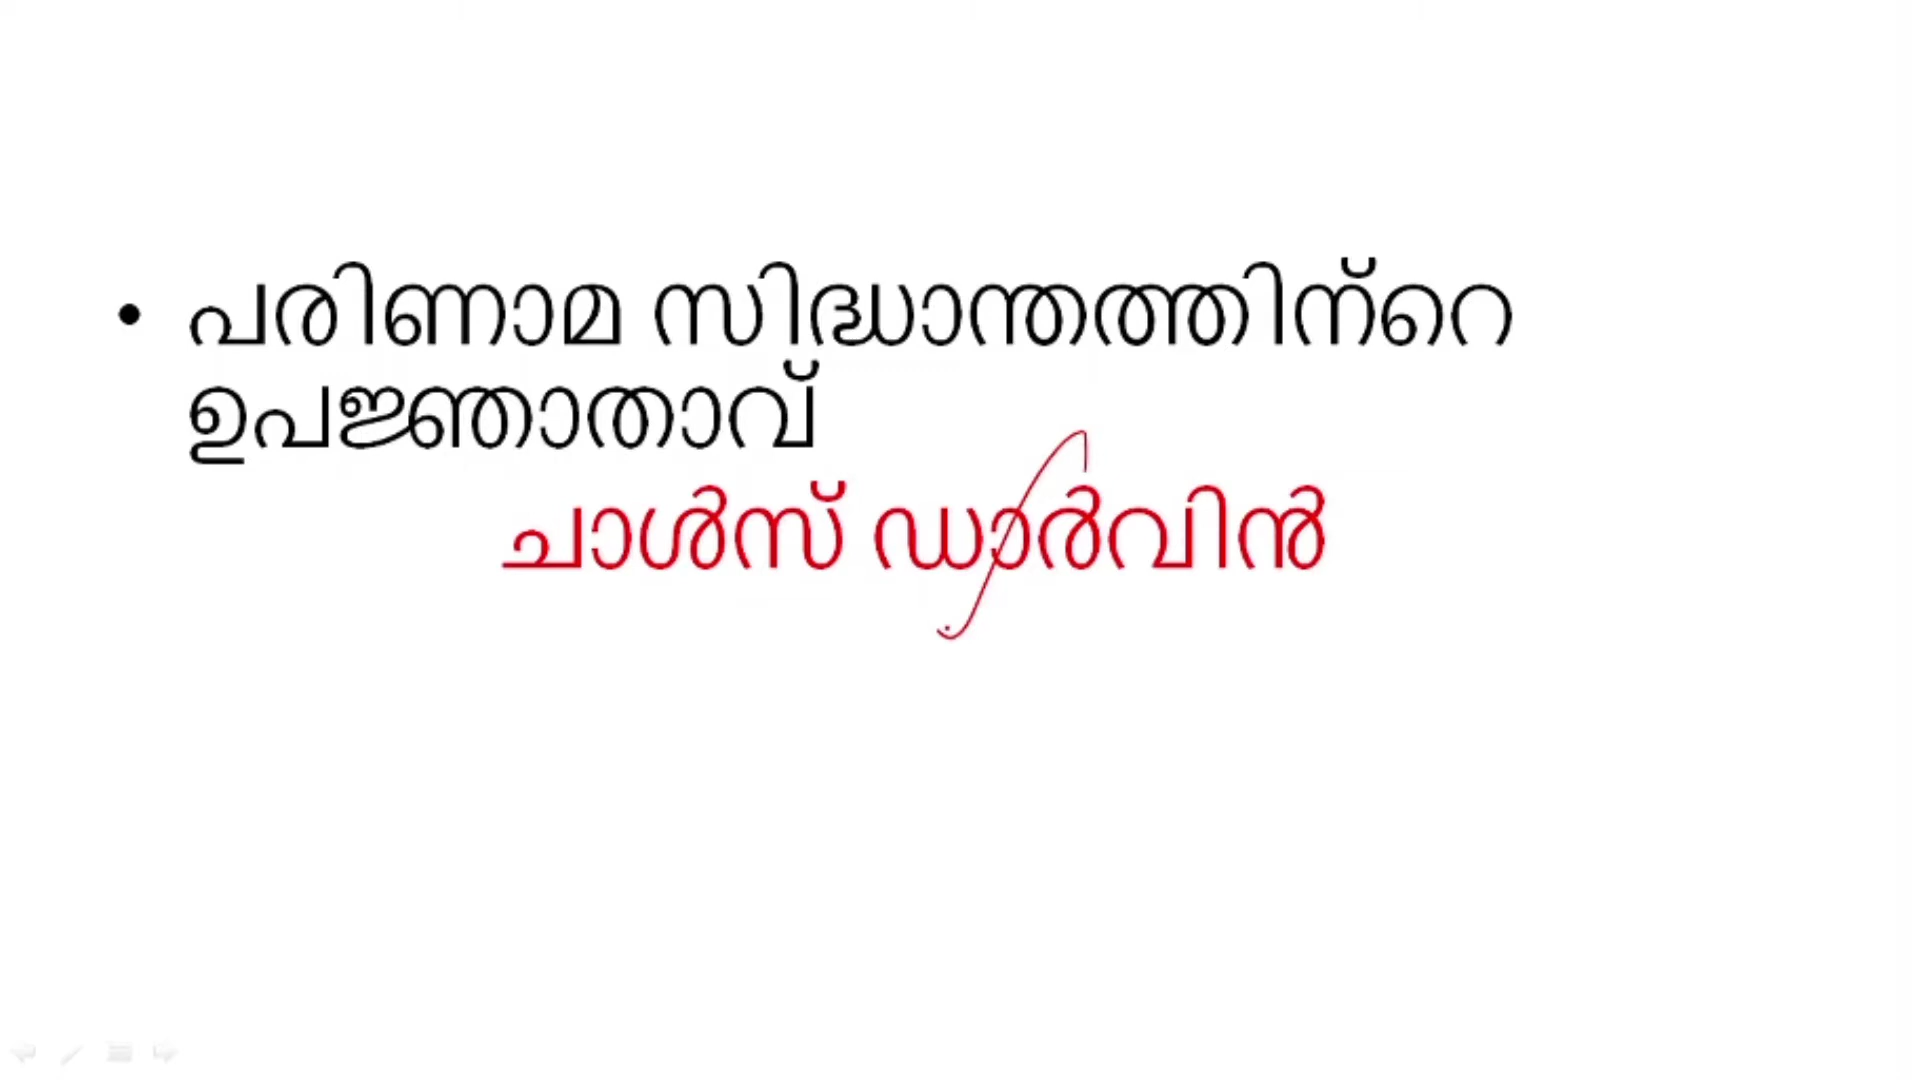 • പരിണാമ സിദ്ധാന്തത്തിന്റെ
ഉപജ്ഞാതാവ്
ചാൾസ് ഡാർവിൻ